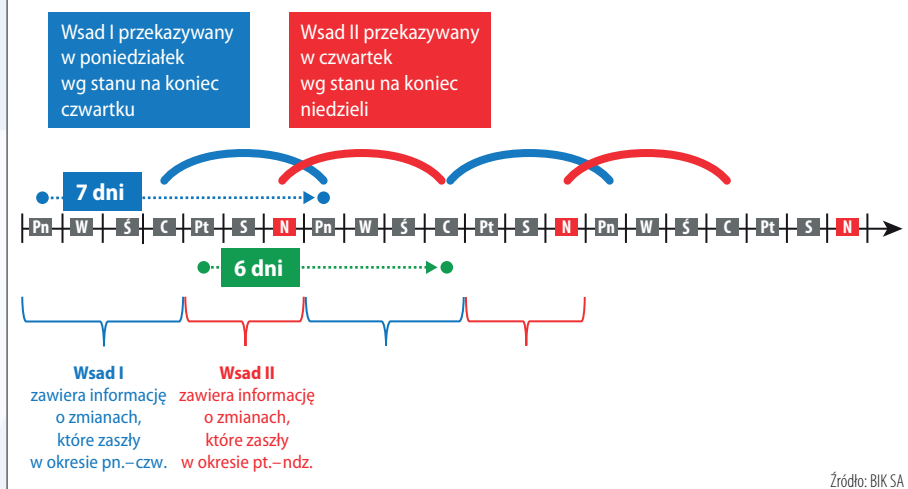 Wsad I przekazywany
w poniedziałek
wg stanu na koniec
czwartku
Wsad II przekazywany
w czwartek
wg stanu na koniec
niedzieli
7 dni
Pn W Ś C Pt S N Pn W Ś C Pt S N Pn W Ś C Pt S N
6 dni
Wsad I
zawiera informację
o zmianach,
które zaszły
w okresie pn.–czw.
Wsad II
zawiera informację
o zmianach,
które zaszły
w okresie pt.–ndz.
Źródło: BIK SA